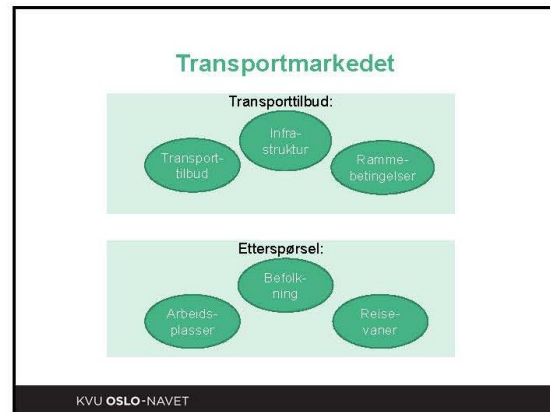 Transportmarkedet
Transporttilbud:
Infra-
struktur
Transport-
tilbud
Ramme-
betingelser
Etterspørsel:
Befolk-
ning
Arbeids-
plasser
Reise-
vaner
KVU OSLO-NAVET